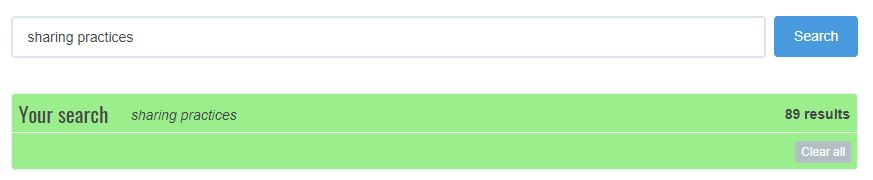 sharing practices Search
Your search sharing practices 89 results
Clear all